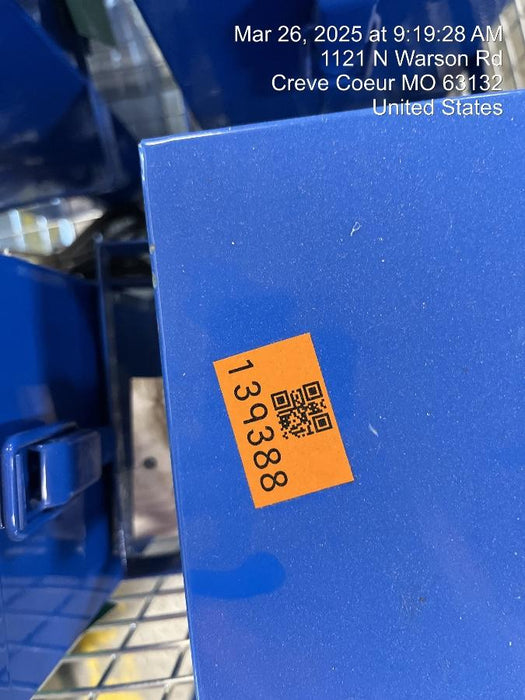 Mar 26, 2025 at 9:19:28 AM
1121 N Warson Rd
Creve Coeur MO 63132
United States
139388